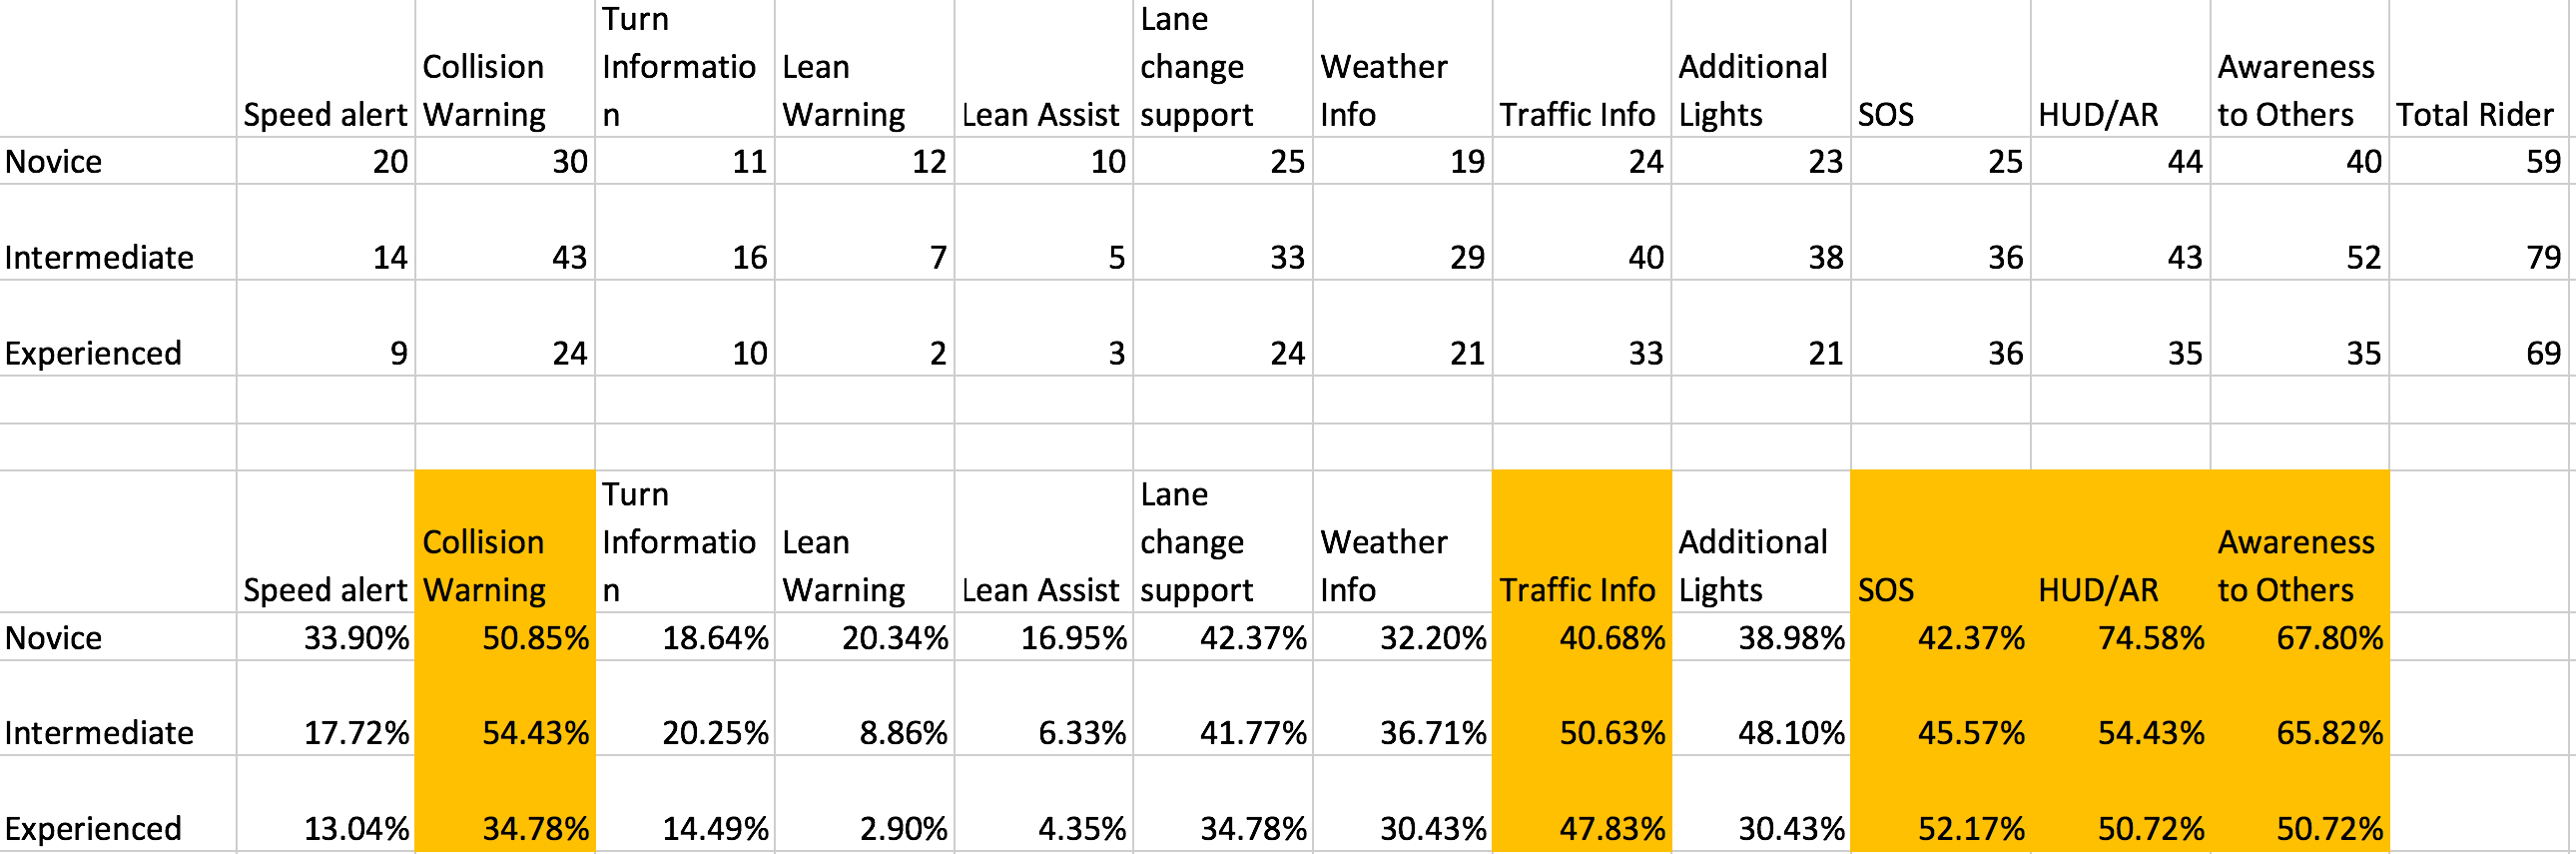 Turn Lane
Collision Informatio Lean change Weather Additional Awareness
Speed alert Warning n Warning Lean Assist support Info Traffic Info Lights SOS HUD/AR to Others Total Rider
Novice 20 30 11 12 10 25 19 24 23 25 44 40 59
Intermediate 14 43 16 7 5 33 29 40 38 36 43 52 79
Experienced 9 24 10 2 3 24 21 33 21 36 35 35 69
Turn Lane
Collision Informatio Lean change Weather Additional Awareness
Speed alert Warning n Warning Lean Assist support Info Traffic Info Lights SOS HUD/AR to Others
Novice 33.90% 50.85% 18.64% 20.34% 16.95% 42.37% 32.20% 40.68% 38.98% 42.37% 74.58% 67.80%
Intermediate 17.72% 54.43% 20.25% 8.86% 6.33% 41.77% 36.71% 50.63% 48.10% 45.57% 54.43% 65.82%
Experienced 13.04% 34.78% 14.49% 2.90% 4.35% 34.78% 30.43% 47.83% 30.43% 52.17% 50.72% 50.72%